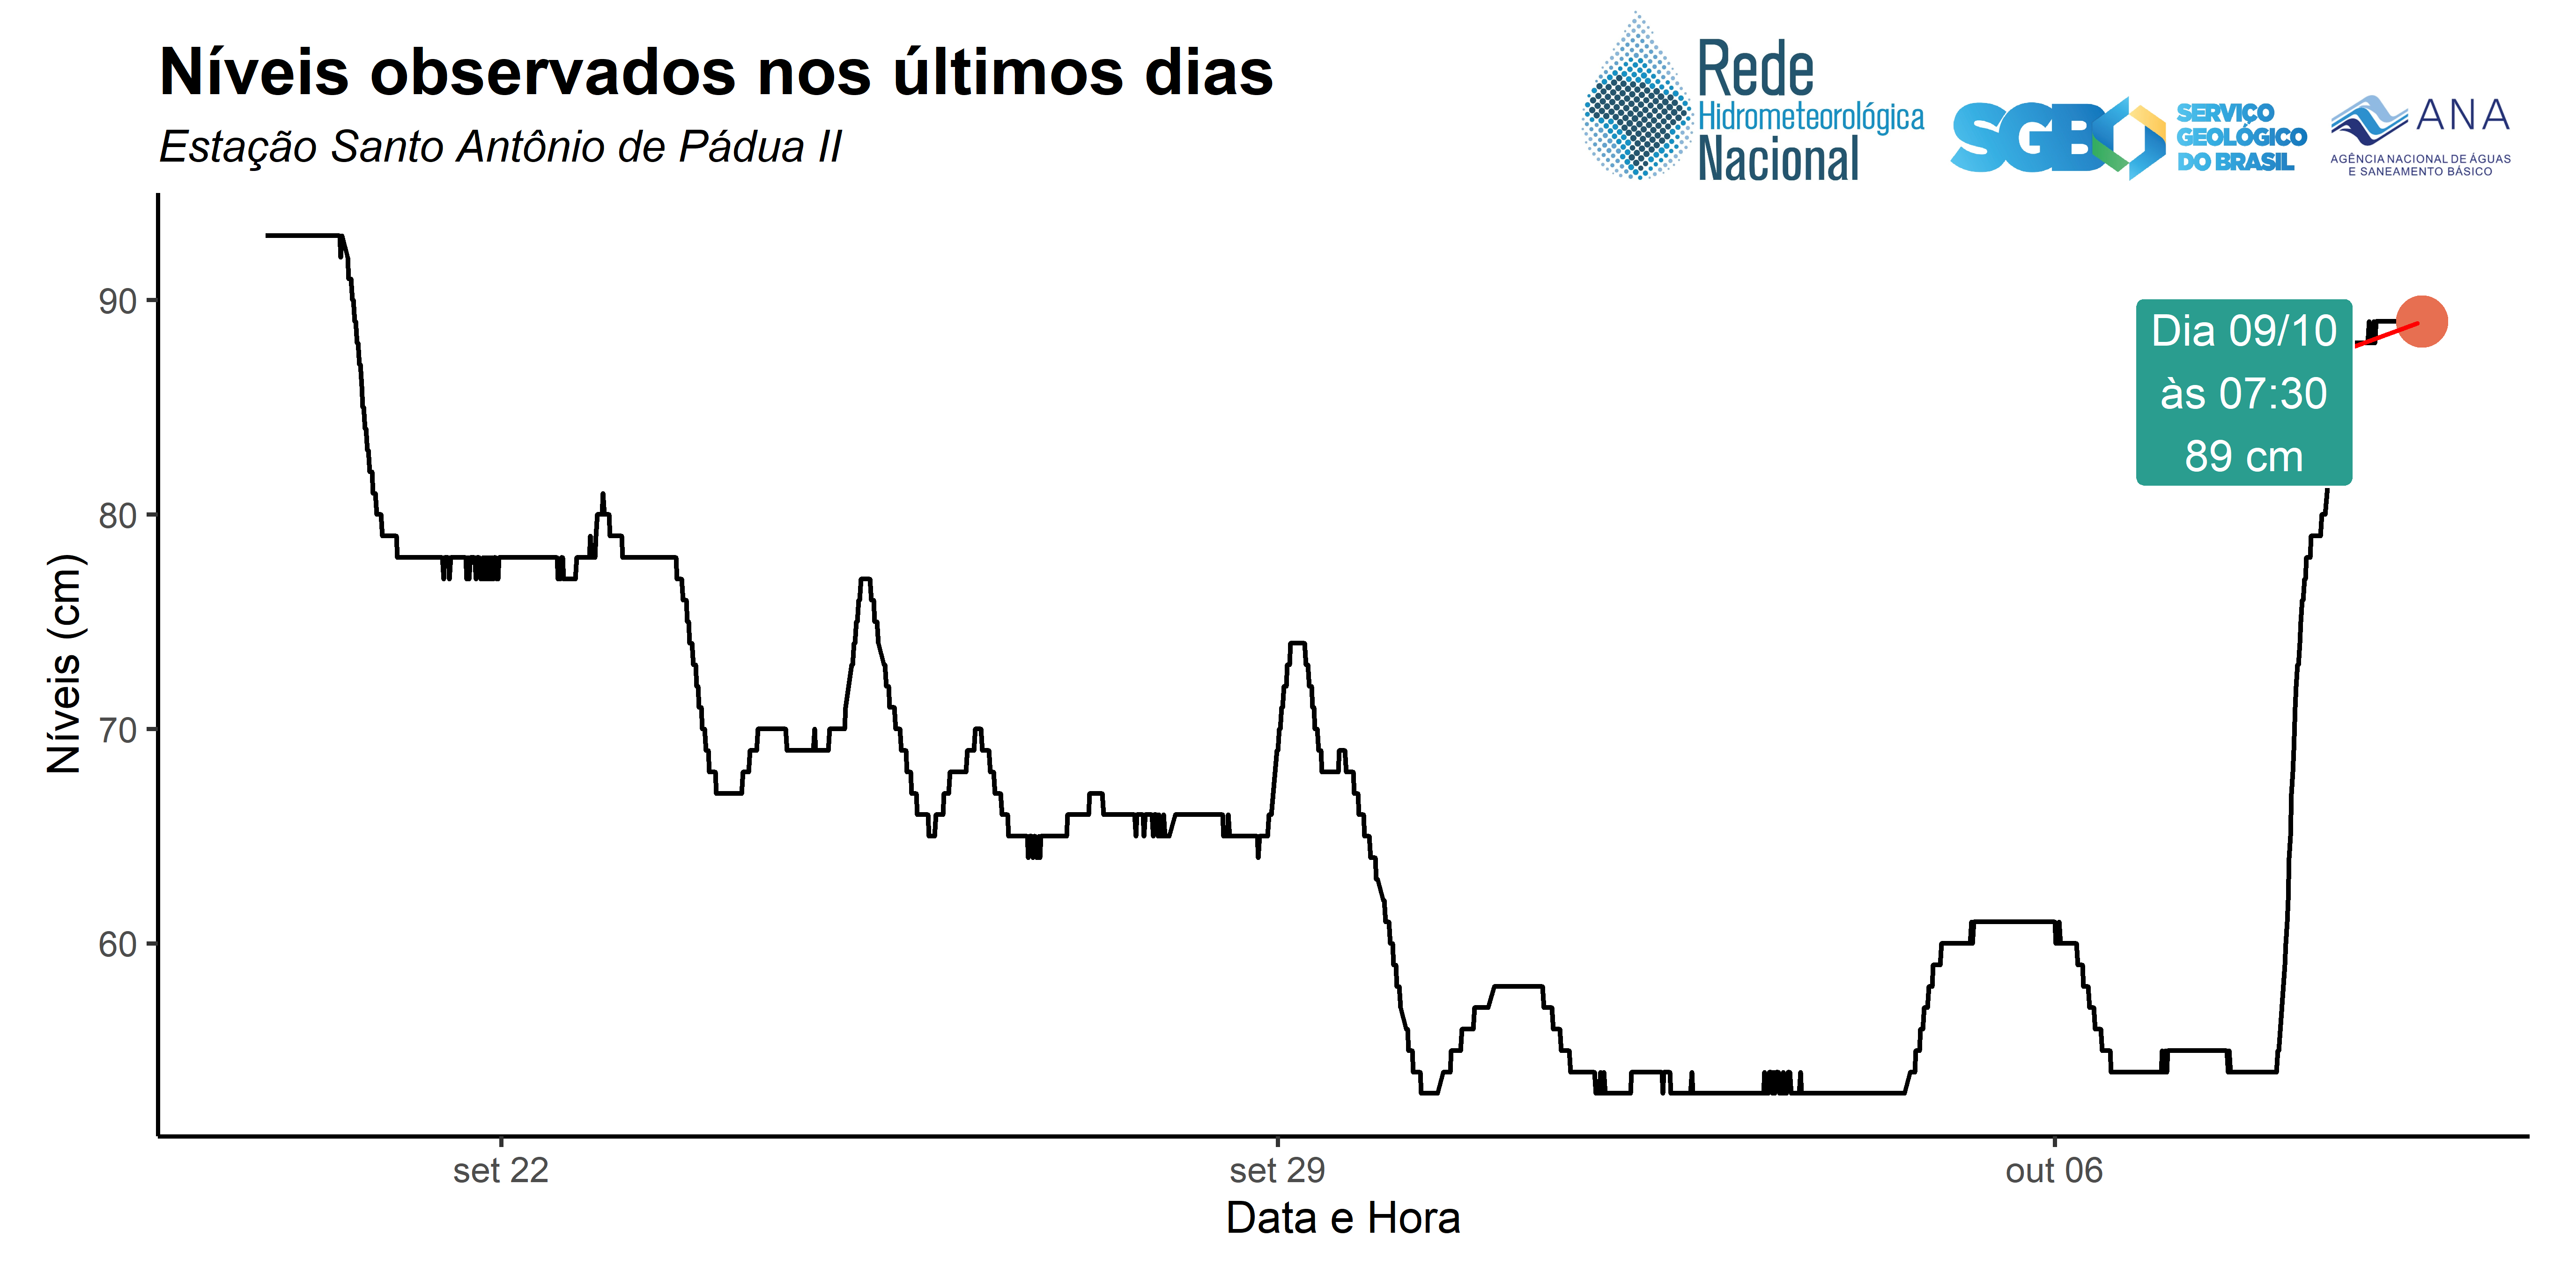 Níveis observados nos últimos dias
Estação Santo Antônio de Pádua II
Rede
Hidrometeorológica
Nacional
SGB
SERVIÇO
GEOLÓGICO
DO BRASIL
ANA
AGÊNCIA NACIONAL DE ÁGUAS
E SANEAMENTO BÁSICO
Níveis (cm)
90
80
70
60
Dia 09/10
às 07:30
89 cm
set 22
set 29
out 06
Data e Hora